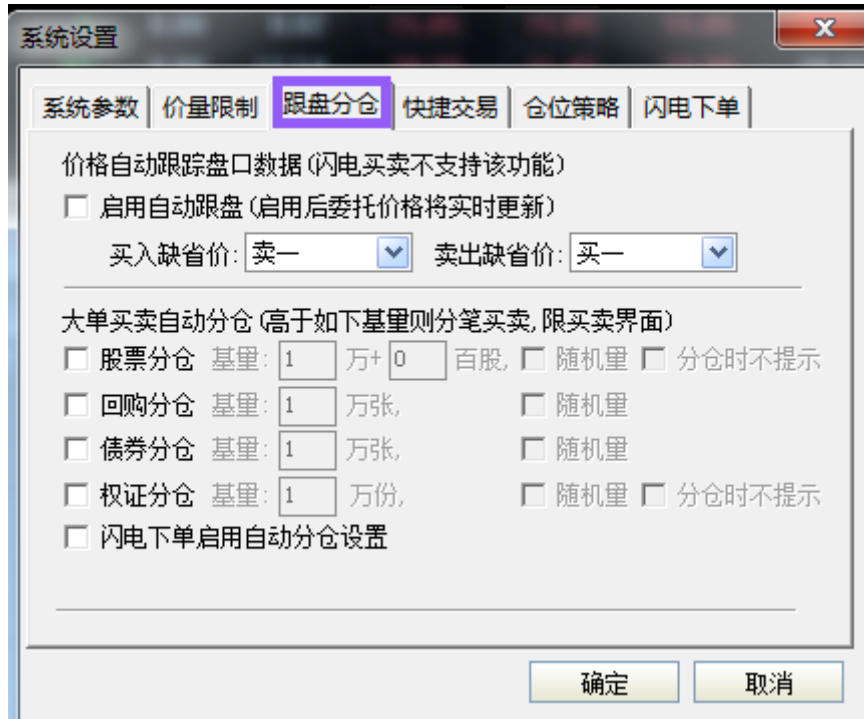 系统设置
系统参数 价量限制 跟盘分仓 快捷交易 仓位策略 闪电下单
价格自动跟踪盘口数据(闪电买卖不支持该功能)
启用自动跟盘(启用后委托价格将实时更新)
买入缺省价: 卖一 卖出缺省价: 买一
大单买卖自动分仓(高于如下基量则分笔买卖,限买卖界面)
股票分仓 基量: 1 万+ 0 百股, 随机量 分仓时不提示
回购分仓 基量: 1 万张, 随机量
债券分仓 基量: 1 万张, 随机量
权证分仓 基量: 1 万份, 随机量 分仓时不提示
闪电下单启用自动分仓设置
确定 取消